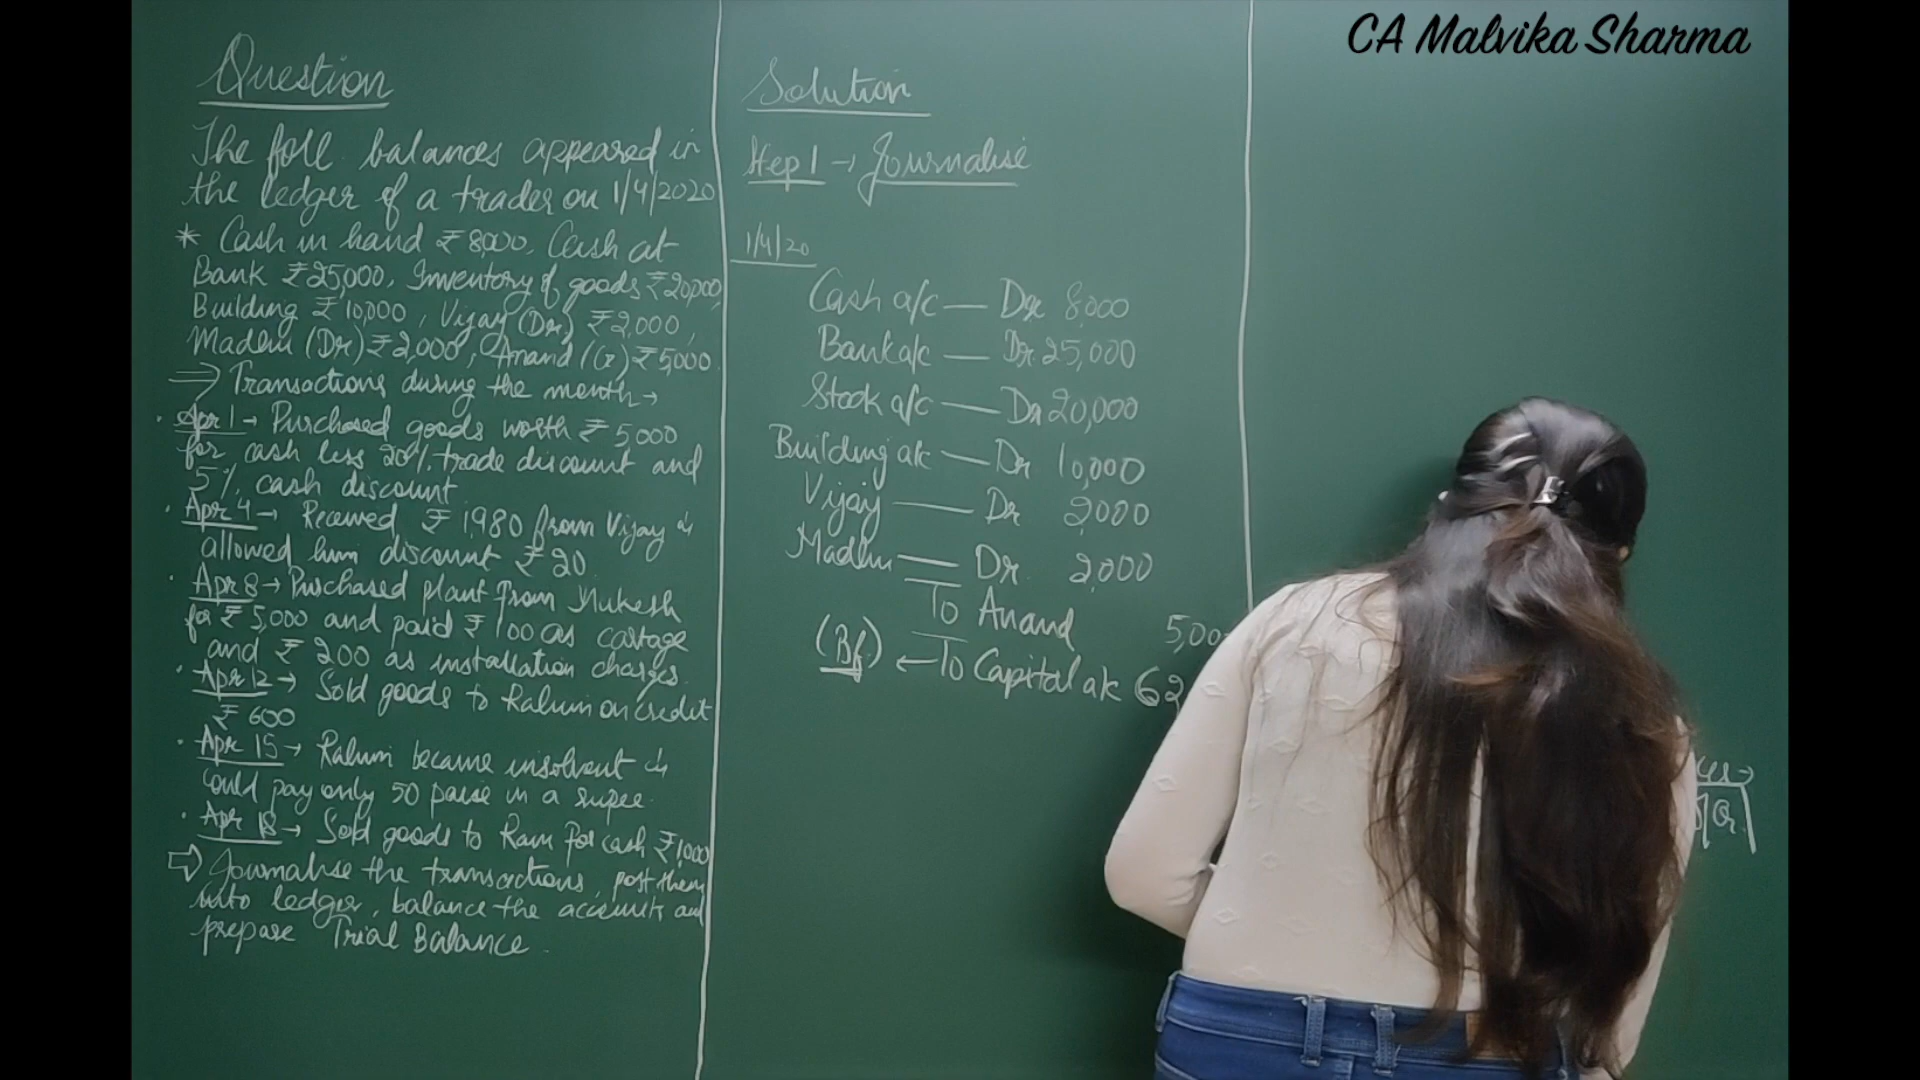 CA Malvika Sharma
Question
The foll. balances appeared in
the ledger of a trader on 1/4/2020
* Cash in hand ₹ 8,000, Cash at
Bank ₹ 25,000, Inventory of goods ₹ 20,000,
Building ₹ 10,000, Vijay (Dr) ₹ 2,000,
Madhu (Dr) ₹ 2,000, Anand (Cr) ₹ 5,000.
⇒ Transactions during the month →
• Apr 1 → Purchased goods worth ₹ 5000
for cash less 20% trade discount and
5% cash discount
• Apr 4 → Received ₹ 1,980 from Vijay &
allowed him discount ₹ 20
• Apr 8 → Purchased plant from Mukesh
for ₹ 5,000 and paid ₹ 100 as cartage
and ₹ 200 as installation charges.
• Apr 12 → Sold goods to Rahim on credit
₹ 600
• Apr 15 → Rahim became insolvent &
could pay only 50 paise in a rupee.
• Apr 18 → Sold goods to Ram for cash ₹ 1,000
⇨ Journalise the transactions, post them
into ledger, balance the accounts and
prepare Trial Balance.
Solution
Step 1 → Journalise
1/4/20
Cash a/c — Dr 8,000
Bank a/c — Dr 25,000
Stock a/c — Dr 20,000
Building a/c — Dr 10,000
Vijay — Dr 2000
Madhu — Dr 2,000
To Anand 5,00
(Bf) ← To Capital a/c 62
Cr